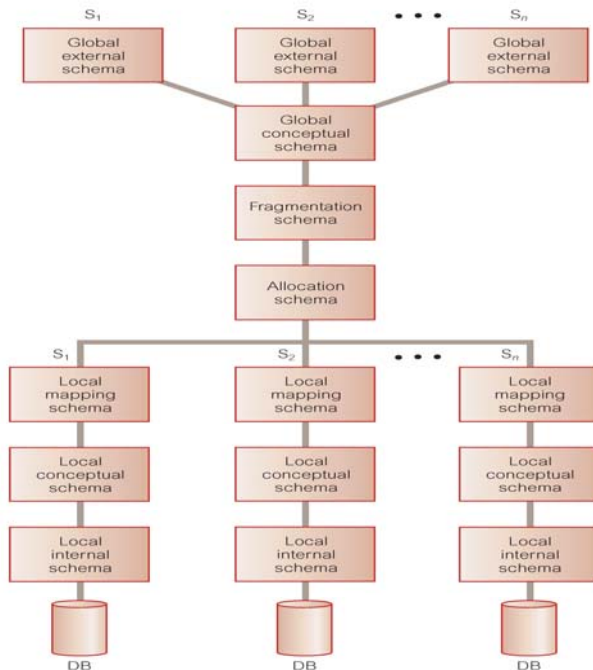 S1
S2
• • •
Sn
Global
external
schema
Global
external
schema
Global
external
schema
Global
conceptual
schema
Fragmentation
schema
Allocation
schema
S1
S2
• • •
Sn
Local
mapping
schema
Local
mapping
schema
Local
mapping
schema
Local
conceptual
schema
Local
conceptual
schema
Local
conceptual
schema
Local
internal
schema
Local
internal
schema
Local
internal
schema
DB
DB
DB